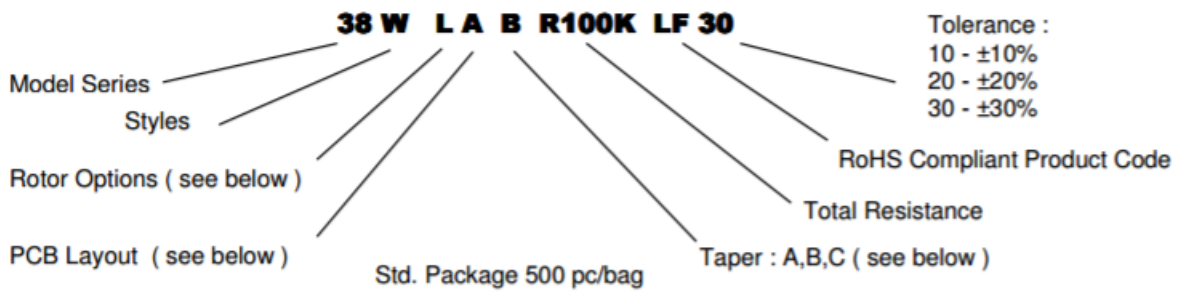 38 W L A B R100K LF 30
Tolerance :
10 - ±10%
20 - ±20%
30 - ±30%
Model Series
Styles
RoHS Compliant Product Code
Rotor Options ( see below )
Total Resistance
PCB Layout ( see below )
Taper : A,B,C ( see below )
Std. Package 500 pc/bag